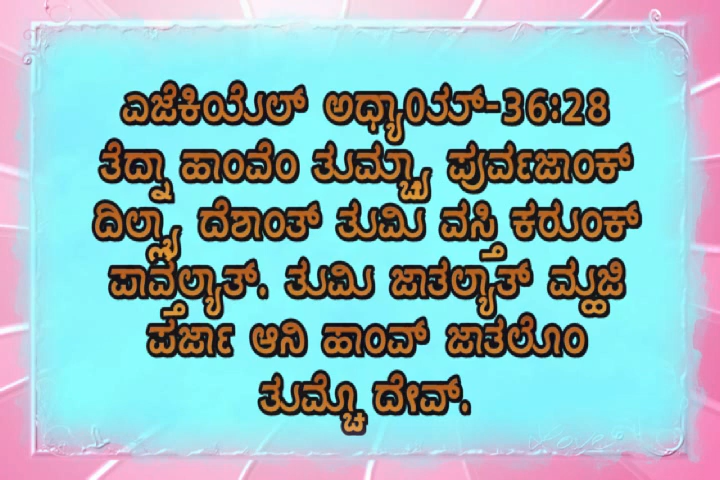 ಎಜೆಕಿಯೆಲ್ ಅಧ್ಯಾಂಯ್-36:28
ತೆದ್ನಾ ಹಾಂವೆಂ ತುಮ್ಚ್ಯಾ ಪುರ್ವಜಾಂಕ್
ದಿಲ್ಲ್ಯಾ ದೆಶಾಂತ್ ತುಮಿ ವಸ್ತಿ ಕರುಂಕ್
ಪಾವ್ತಲ್ಯಾತ್. ತುಮಿ ಜಾತಲ್ಯಾತ್ ಮ್ಹಜಿ
ಪರ್ಜಾ ಆನಿ ಹಾಂವ್ ಜಾತಲೊಂ
ತುಮ್ಚೊ ದೇವ್.